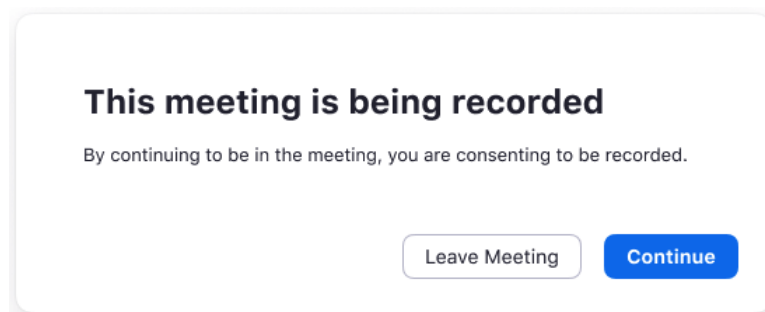 This meeting is being recorded
By continuing to be in the meeting, you are consenting to be recorded.
Leave Meeting Continue